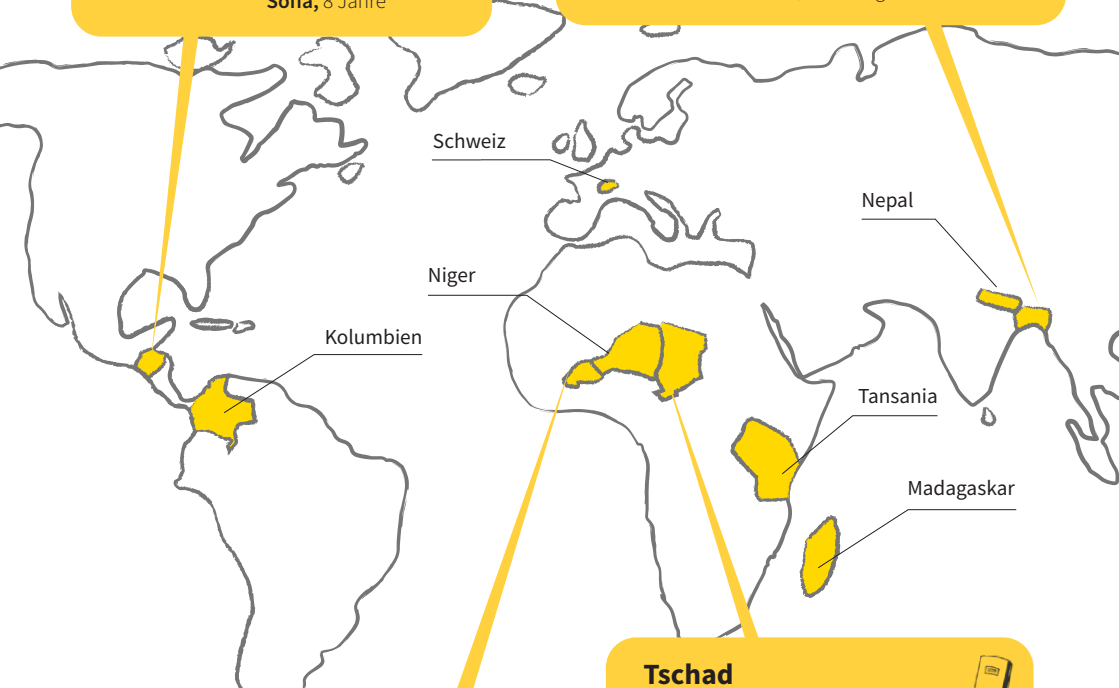 Sofia, 8 Jahre
Schweiz
Nepal
Niger
Kolumbien
Tansania
Madagaskar
Tschad